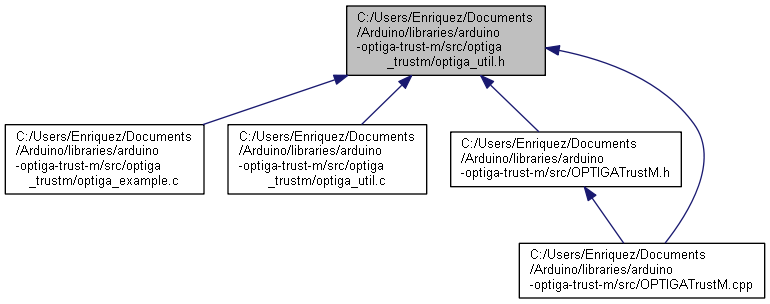 C:/Users/Enriquez/Documents
/Arduino/libraries/arduino
-optiga-trust-m/src/optiga
_trustm/optiga_util.h
C:/Users/Enriquez/Documents
/Arduino/libraries/arduino
-optiga-trust-m/src/optiga
_trustm/optiga_example.c
C:/Users/Enriquez/Documents
/Arduino/libraries/arduino
-optiga-trust-m/src/optiga
_trustm/optiga_util.c
C:/Users/Enriquez/Documents
/Arduino/libraries/arduino
-optiga-trust-m/src/OPTIGATrustM.h
C:/Users/Enriquez/Documents
/Arduino/libraries/arduino
-optiga-trust-m/src/OPTIGATrustM.cpp